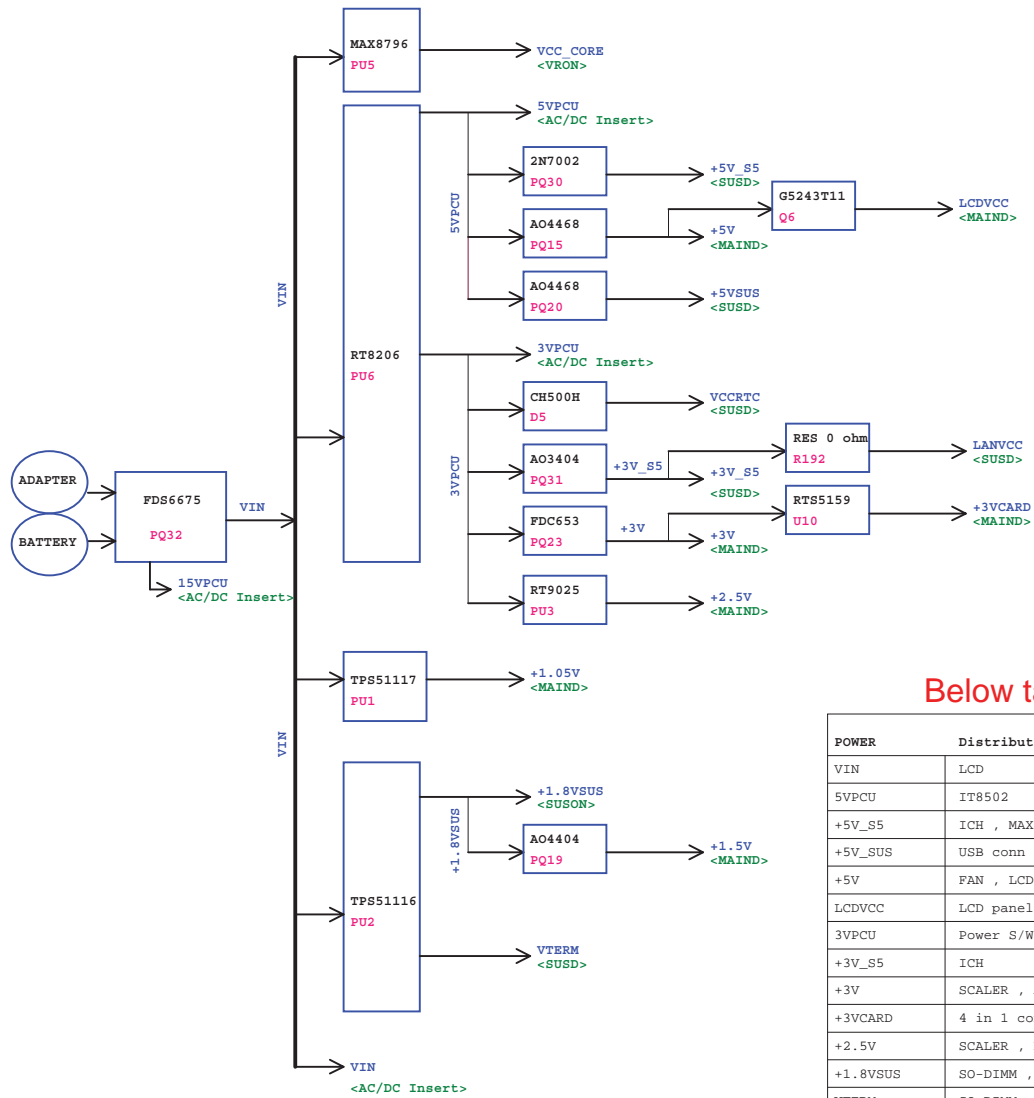 MAX8796
PU5
VCC_CORE
<VRON>
5VPCU
<AC/DC Insert>
2N7002
PQ30
+5V_S5
<SUSD>
G5243T11
Q6
LCDVCC
<MAIND>
5VPCU
AO4468
PQ15
+5V
<MAIND>
AO4468
PQ20
+5VSUS
<SUSD>
VIN
RT8206
PU6
3VPCU
<AC/DC Insert>
CH500H
D5
VCCRTC
<SUSD>
3VPCU
AO3404
PQ31
+3V_S5
+3V_S5
<SUSD>
RES 0 ohm
R192
LANVCC
<SUSD>
FDC653
PQ23
+3V
+3V
<MAIND>
RTS5159
U10
+3VCARD
<MAIND>
RT9025
PU3
+2.5V
<MAIND>
ADAPTER
BATTERY
FDS6675
PQ32
VIN
15VPCU
<AC/DC Insert>
TPS51117
PU1
+1.05V
<MAIND>
VIN
TPS51116
PU2
+1.8VSUS
+1.8VSUS
<SUSON>
AO4404
PQ19
+1.5V
<MAIND>
VTERM
<SUSD>
VIN
<AC/DC Insert>
Below ta
POWER Distribut
VIN LCD
5VPCU IT8502
+5V_S5 ICH , MAX
+5V_SUS USB conn
+5V FAN , LCD
LCDVCC LCD panel
3VPCU Power S/W
+3V_S5 ICH
+3V SCALER ,
+3VCARD 4 in 1 co
+2.5V SCALER ,
+1.8VSUS SO-DIMM ,